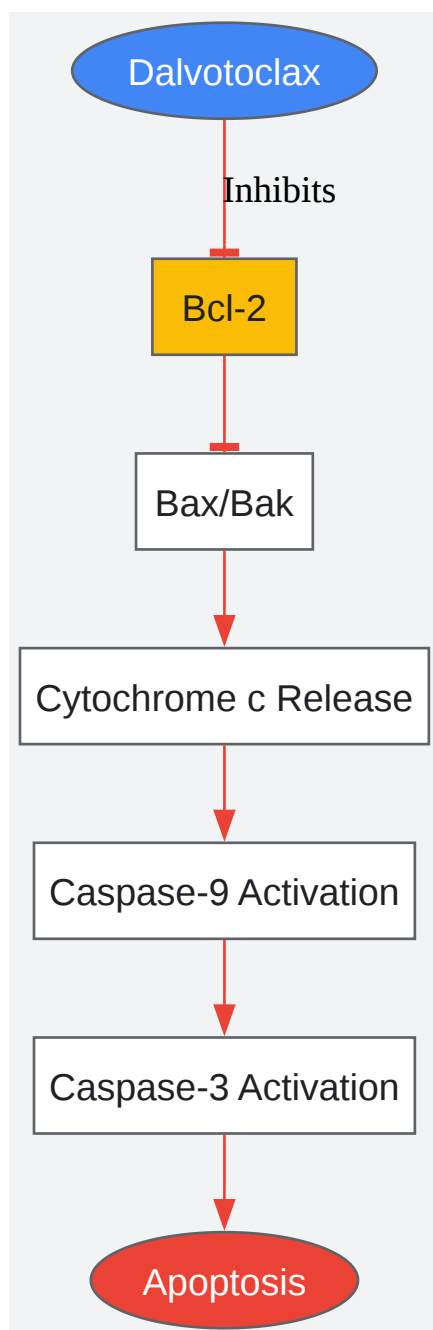 Dalvotoclax
Inhibits
Bcl-2
Bax/Bak
Cytochrome c Release
Caspase-9 Activation
Caspase-3 Activation
Apoptosis